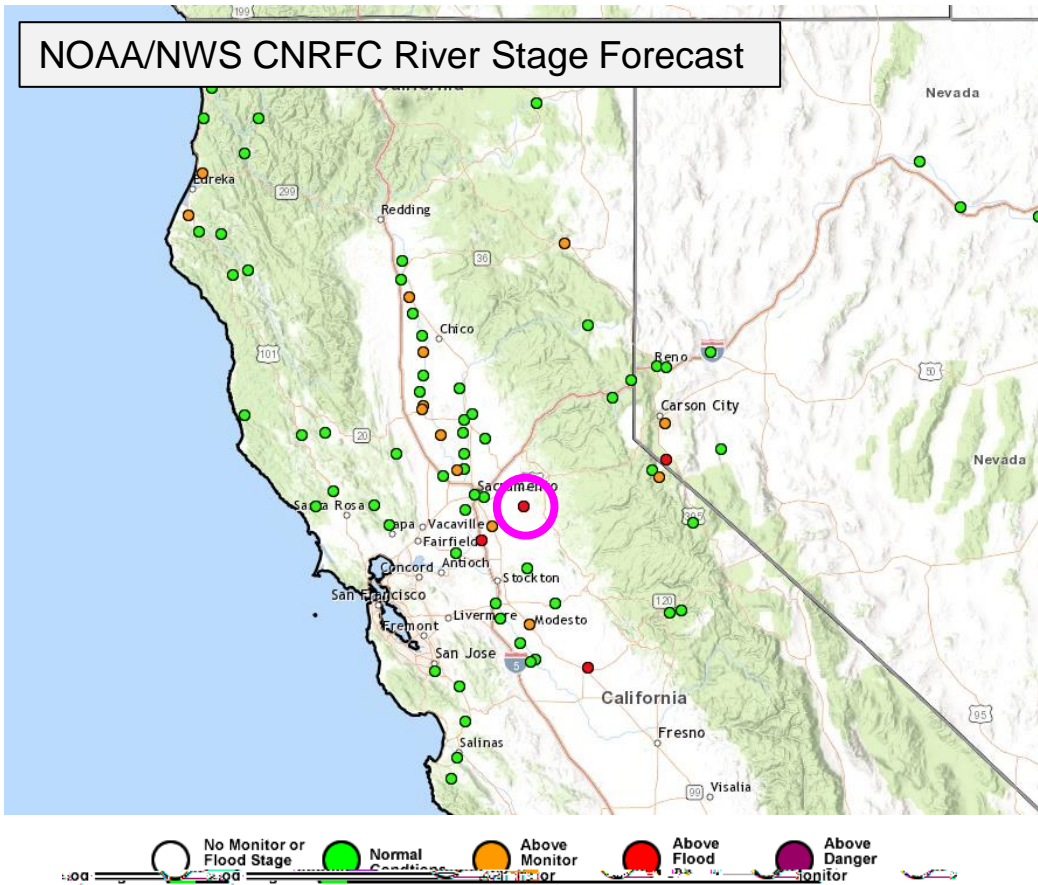 199
NOAA/NWS CNRFC River Stage Forecast
California
Nevada
Eureka
299
Redding
36
Chico
101
Reno
50
Carson City
20
Nevada
Sacramento
Santa Rosa
Napa
Vacaville
Fairfield
395
Concord
Antioch
Stockton
San Francisco
120
Livermore
Modesto
Fremont
San Jose
5
California
95
Salinas
Fresno
99
Visalia
No Monitor or
Flood Stage
Normal
Above
Monitor
Above
Flood
Above
Danger